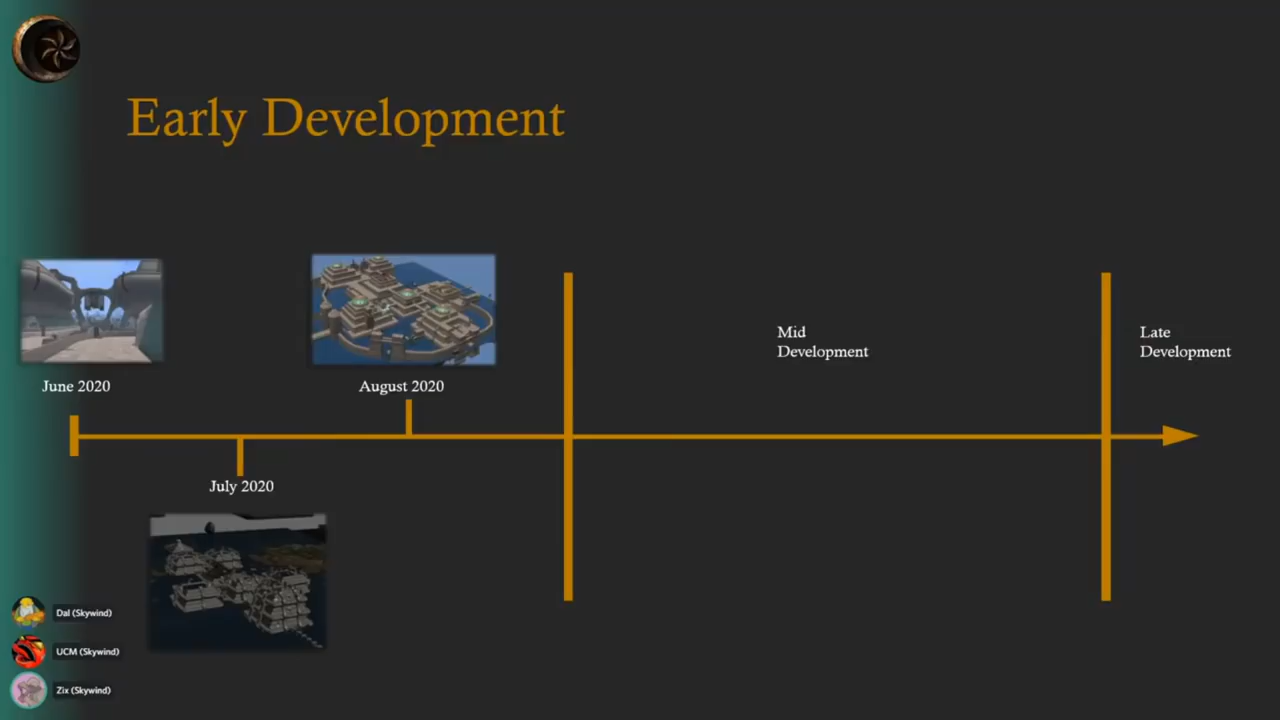 Early Development
June 2020
August 2020
Mid
Development
Late
Development
July 2020
Dal (Skywind)
UCM (Skywind)
Zix (Skywind)